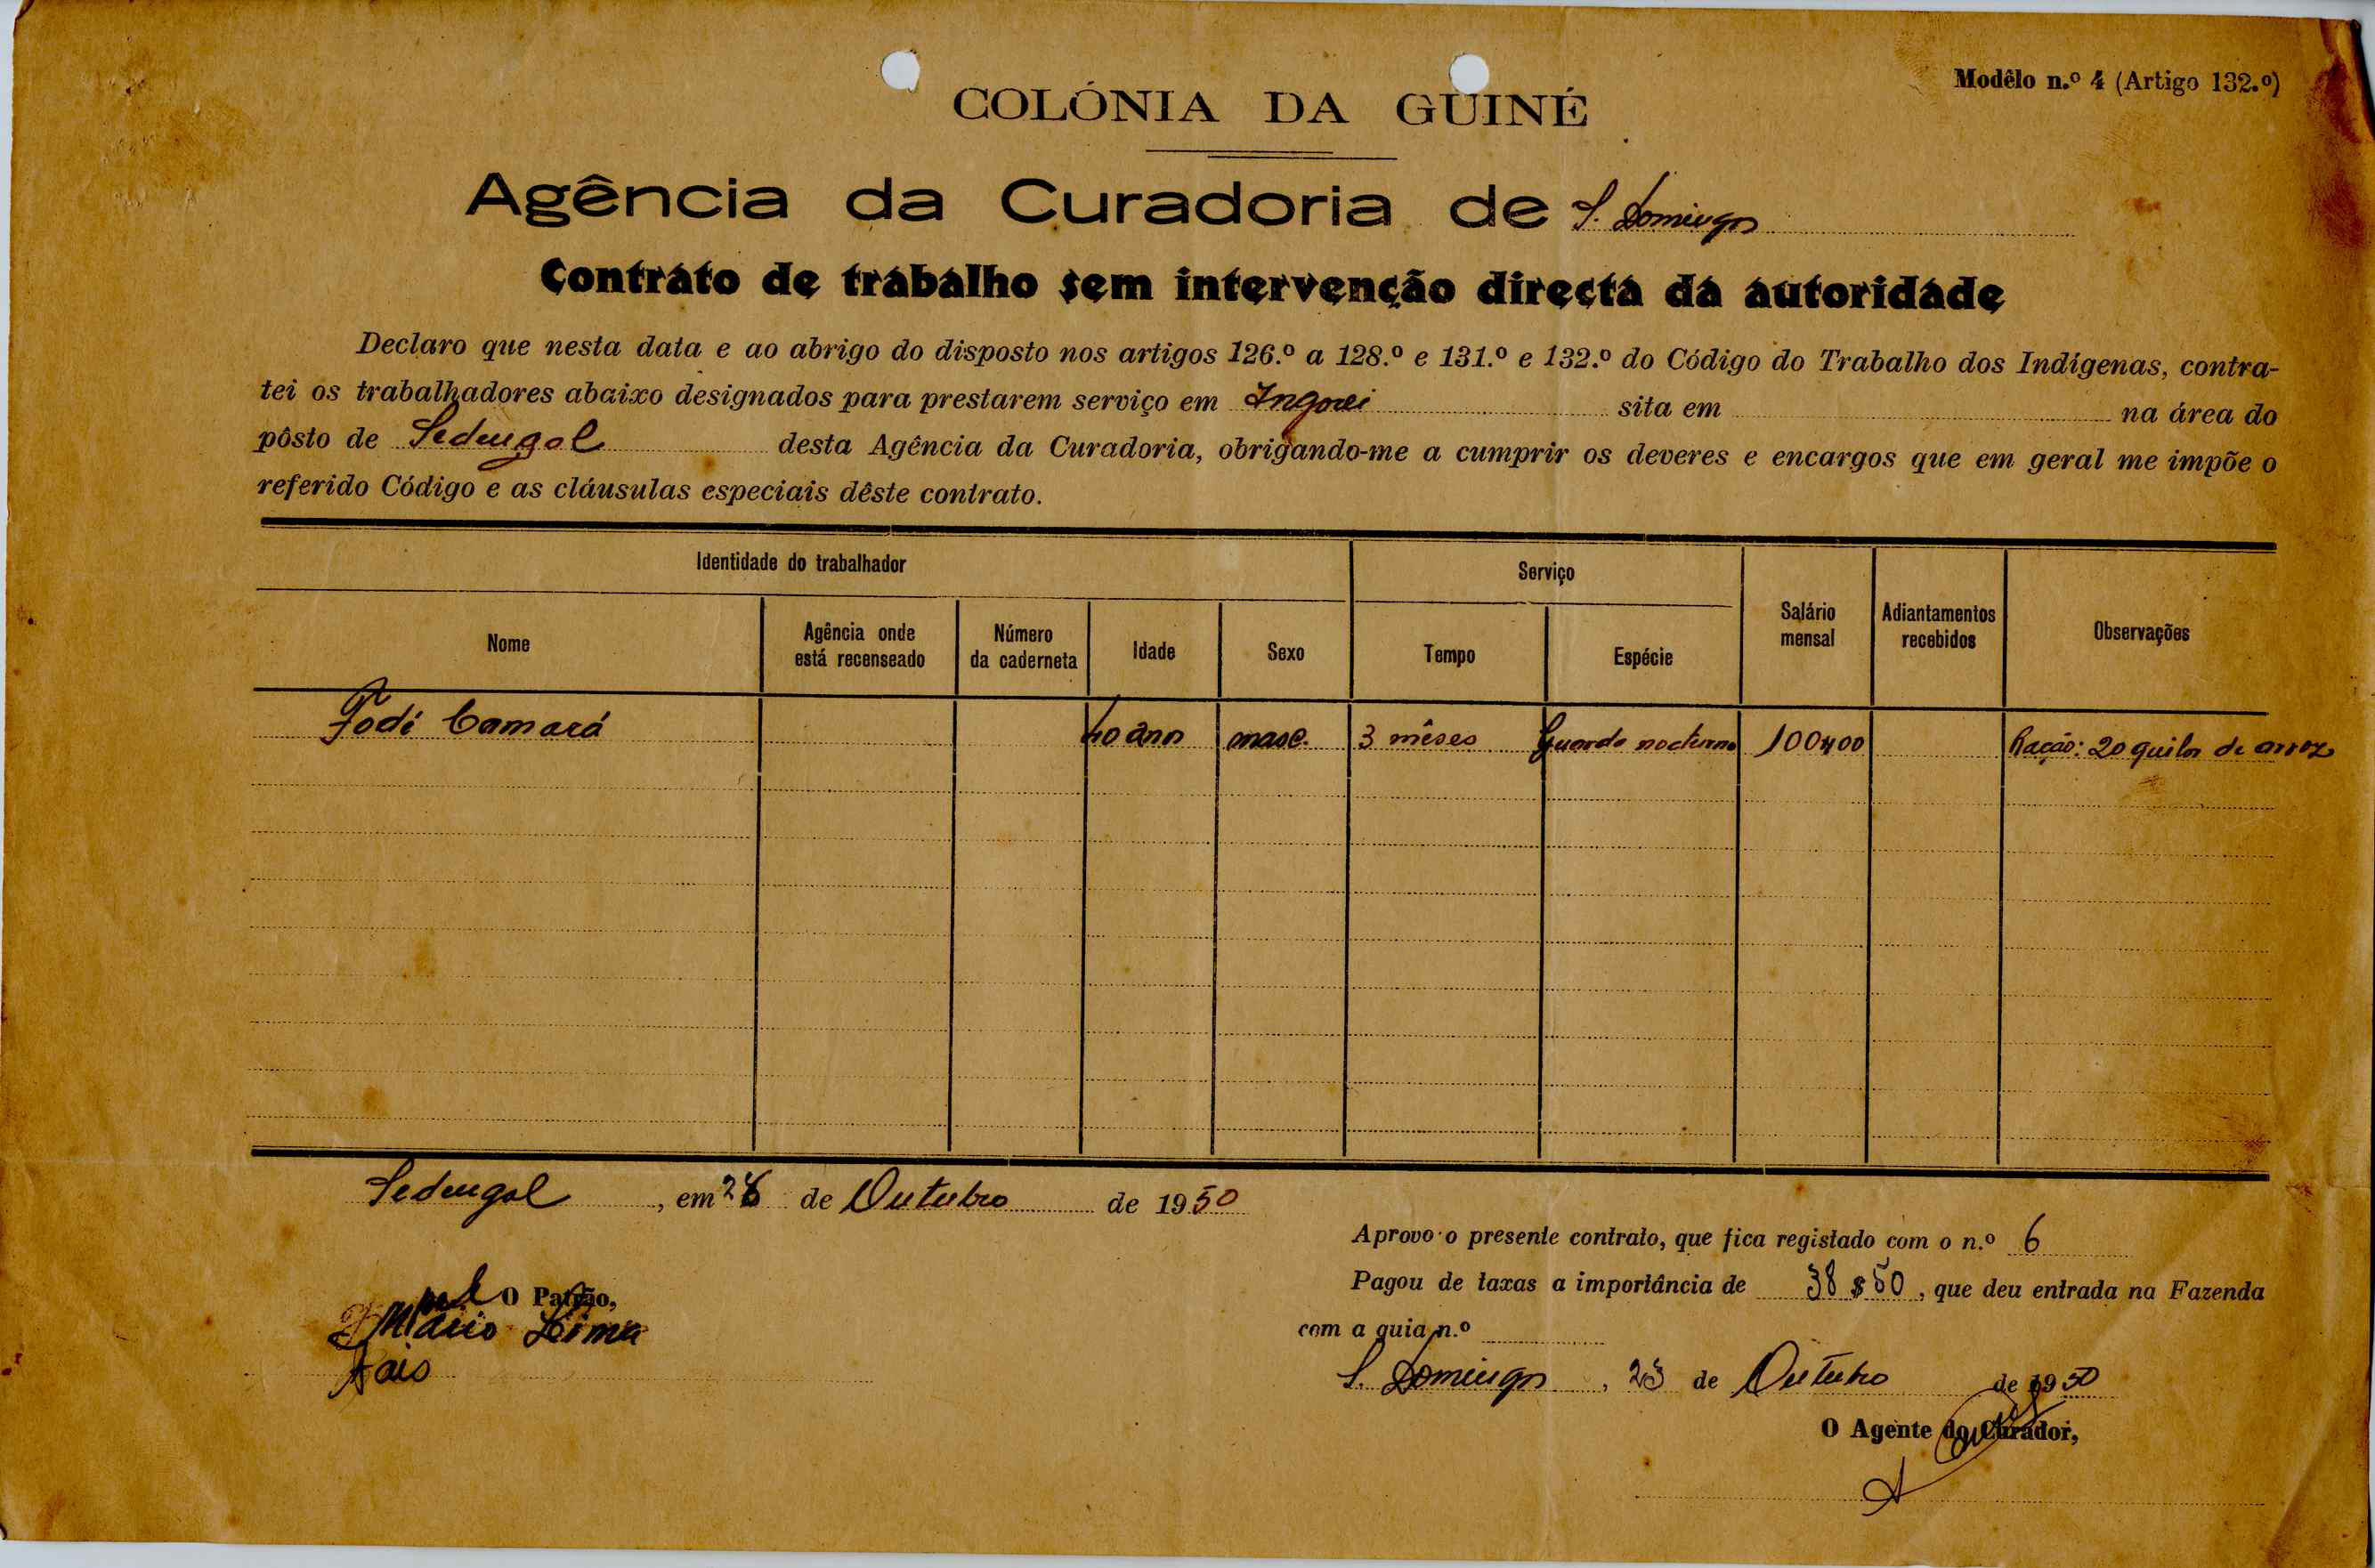 Modêlo n.º 4 (Artigo 132.º)
COLÓNIA DA GUINÉ
Agência da Curadoria de S. Domingos
Contrato de trabalho sem intervenção directa da autoridade
Declaro que nesta data e ao abrigo do disposto nos artigos 126.º a 128.º e 131.º e 132.º do Código do Trabalho dos Indígenas, contra-
tei os trabalhadores abaixo designados para prestarem serviço em Ingorei sita em na área do
pôsto de Sedengal desta Agência da Curadoria, obrigando-me a cumprir os deveres e encargos que em geral me impõe o
referido Código e as cláusulas especiais dêste contrato.
Identidade do trabalhador Serviço Salário mensal Adiantamentos recebidos Observações
Nome Agência onde está recenseado Número da caderneta Idade Sexo Tempo Espécie
Fodé Camará 40 anos masc. 3 mêses Guarda nocturno 100$00 Ração: 20 quilos de arroz
Sedengal, em 28 de Outubro de 1950
Aprovo o presente contrato, que fica registado com o n.º 6
Pagou de taxas a importância de 38$50, que deu entrada na Fazenda
com a guia n.º
O Patrão,
Mário Lima
S. Domingos, de Outubro de 1950
O Agente do Curador,